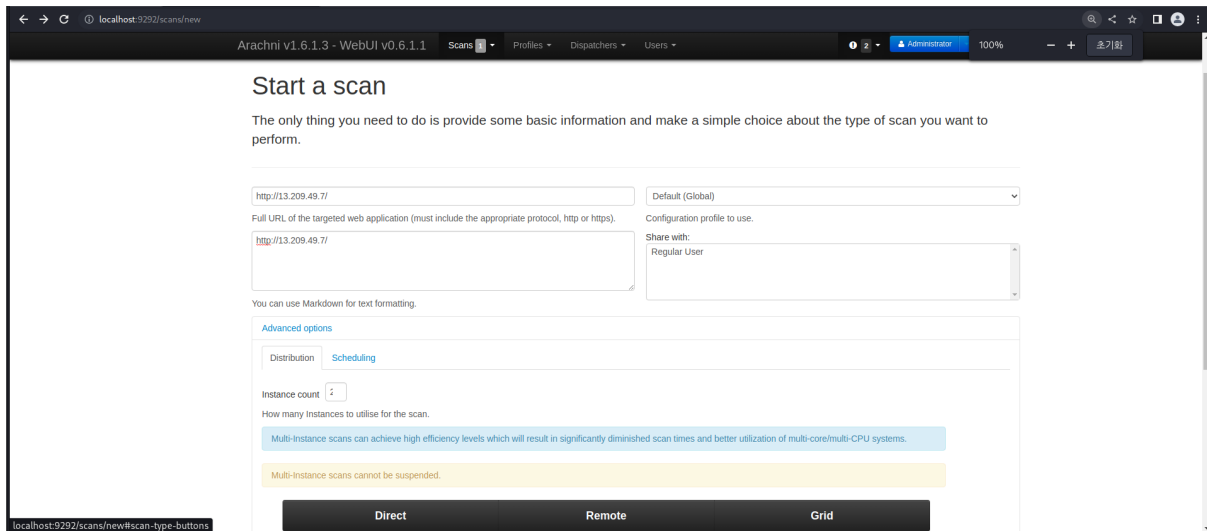 localhost:9292/scans/new
Arachni v1.6.1.3 - WebUI v0.6.1.1 Scans 1 Profiles Dispatchers Users 2 Administrator 100% − + 초기화
Start a scan
The only thing you need to do is provide some basic information and make a simple choice about the type of scan you want to
perform.
http://13.209.49.7/ Default (Global)
Full URL of the targeted web application (must include the appropriate protocol, http or https). Configuration profile to use.
Share with:
http://13.209.49.7/ Regular User
You can use Markdown for text formatting.
Advanced options
Distribution Scheduling
Instance count
How many Instances to utilise for the scan.
Multi-Instance scans can achieve high efficiency levels which will result in significantly diminished scan times and better utilization of multi-core/multi-CPU systems.
Multi-Instance scans cannot be suspended.
Direct Remote Grid
localhost:9292/scans/new#scan-type-buttons